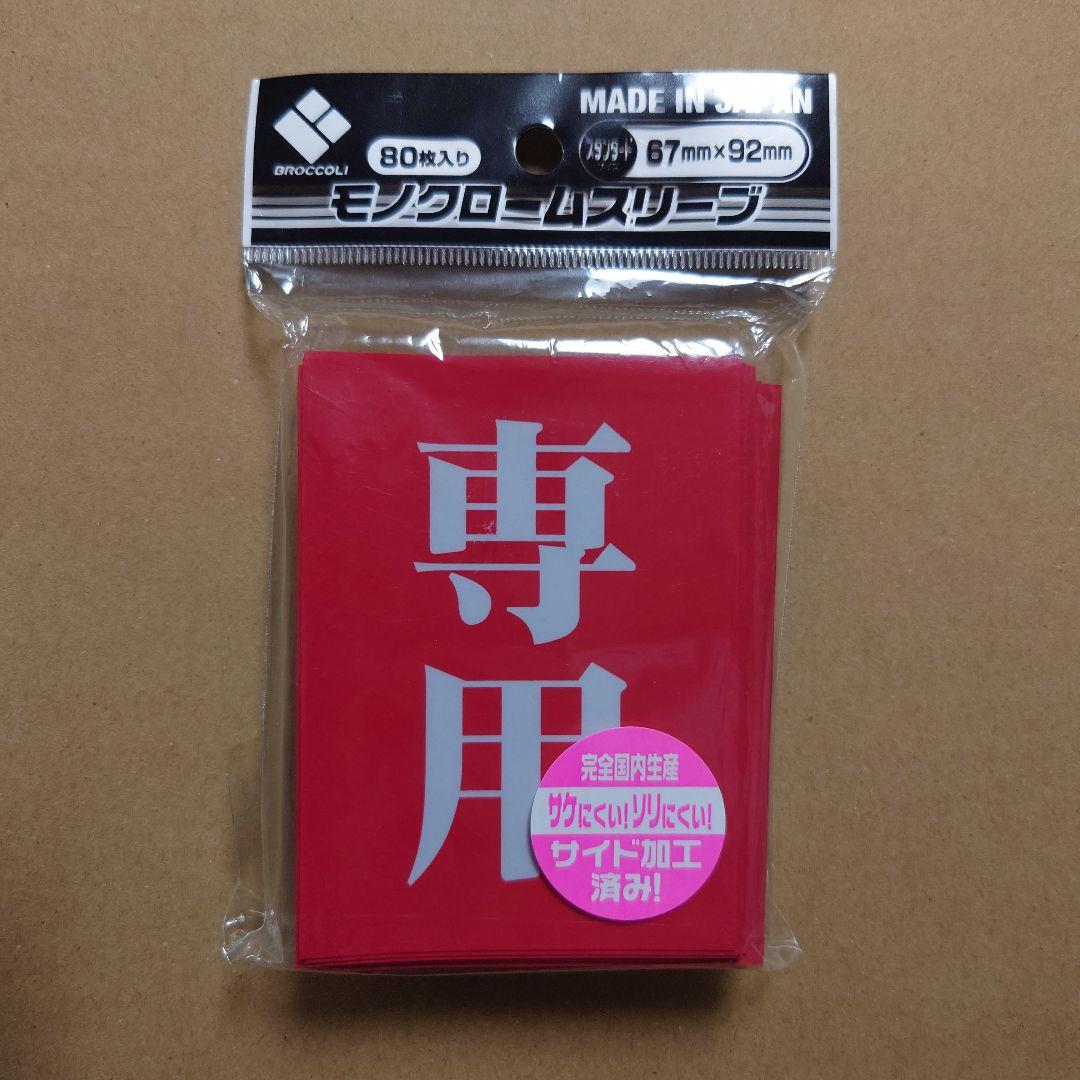 BROCCOLI
80枚入り
MADE IN JAPAN
スタンダード
67mm×92mm
モノクロームスリーブ
専用
完全国内生産
サケにくい!ソリにくい!
サイド加工
済み!